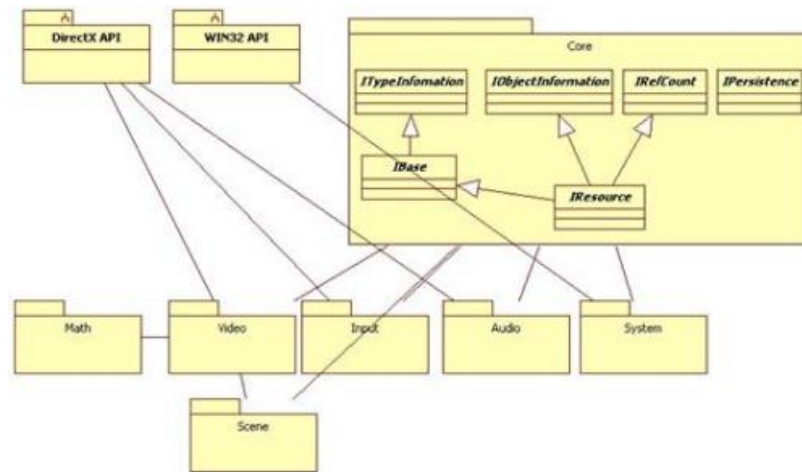 DirectX API
WIN32 API
Core
ITypeInfomation
IObjectInformation
IRefCount
IPersistence
IBase
IResource
Math
Video
Input
Audio
System
Scene